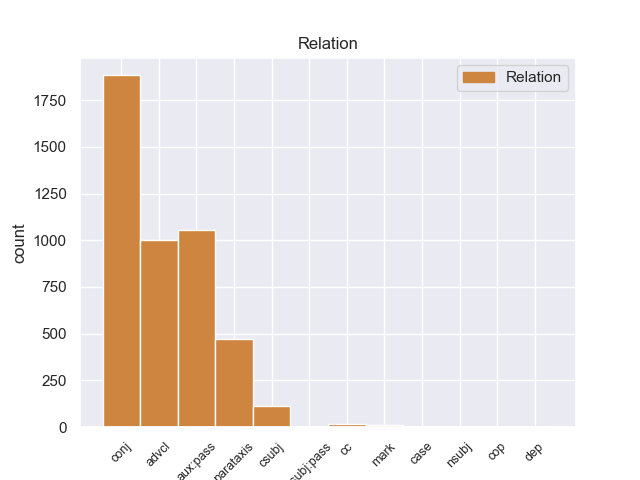 Relation
Relation
count
1750
1500
1250
1000
750
500
250
0
conj
advcl
aux:pass
parataxis
csubj
subj:pass
cc
mark
case
nsubj
cop
dep